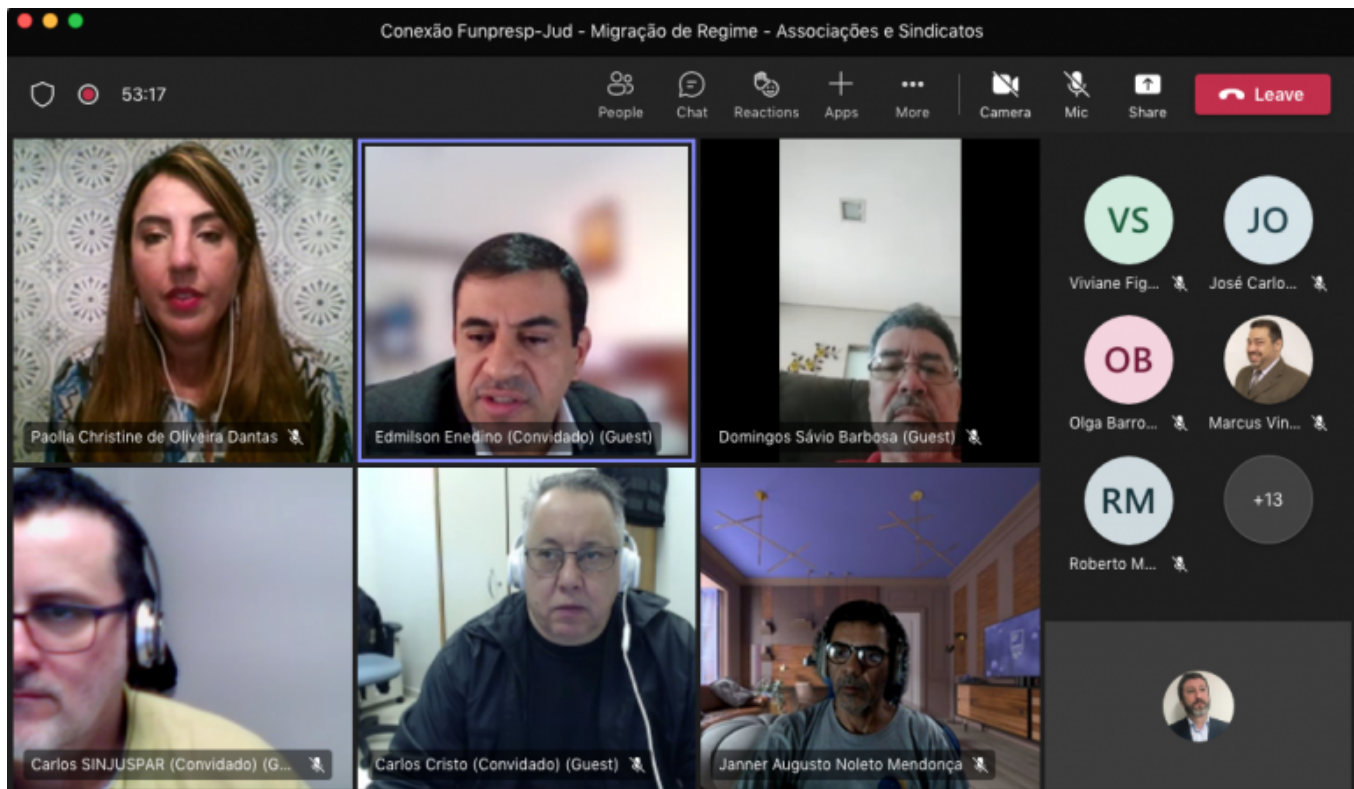 Conexão Funpresp-Jud - Migração de Regime - Associações e Sindicatos
53:17
People
Chat
Reactions
Apps
More
Camera
Mic
Share
Leave
Paolla Christine de Oliveira Dantas
Edmilson Enedino (Convidado) (Guest)
Domingos Sávio Barbosa (Guest)
VS
JO
Viviane Fig...
José Carlo...
OB
Olga Barro...
Marcus Vin...
RM
+13
Roberto M...
Carlos SINJUSPAR (Convidado) (G...
Carlos Cristo (Convidado) (Guest)
Janner Augusto Noleto Mendonça